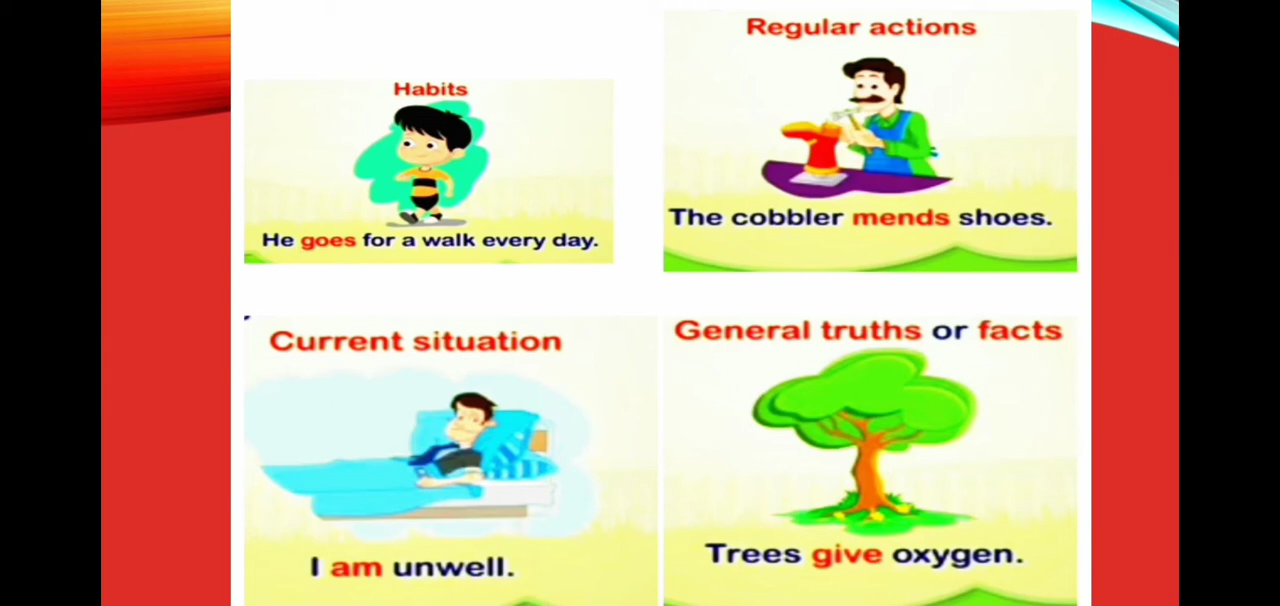 Habits
He goes for a walk every day.
Regular actions
The cobbler mends shoes.
Current situation
I am unwell.
General truths or facts
Trees give oxygen.